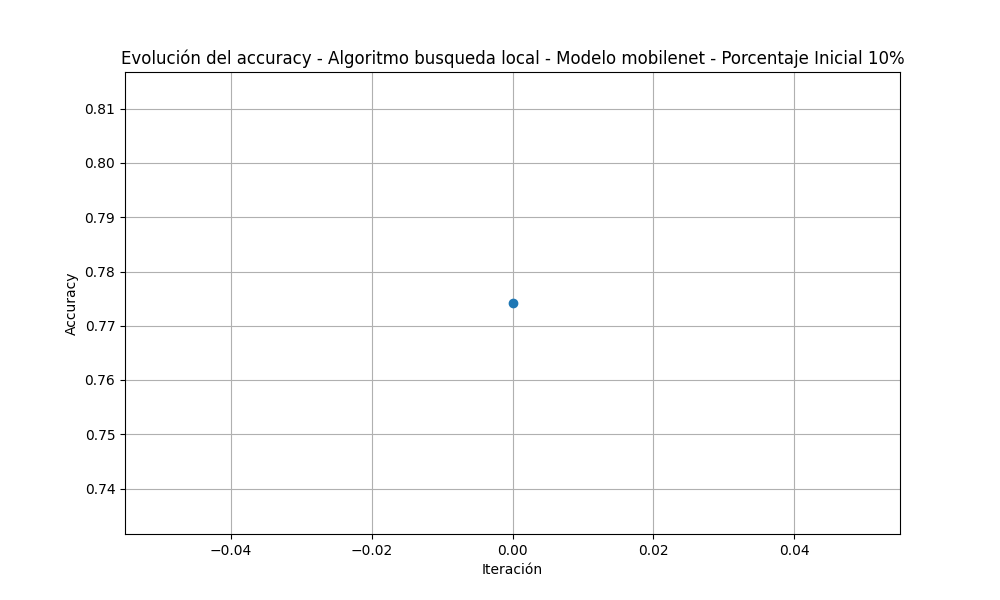 Evolución del accuracy - Algoritmo busqueda local - Modelo mobilenet - Porcentaje Inicial 10%
0.81
0.80
0.79
0.78
0.77
0.76
0.75
0.74
Accuracy
−0.04 −0.02 0.00 0.02 0.04
Iteración